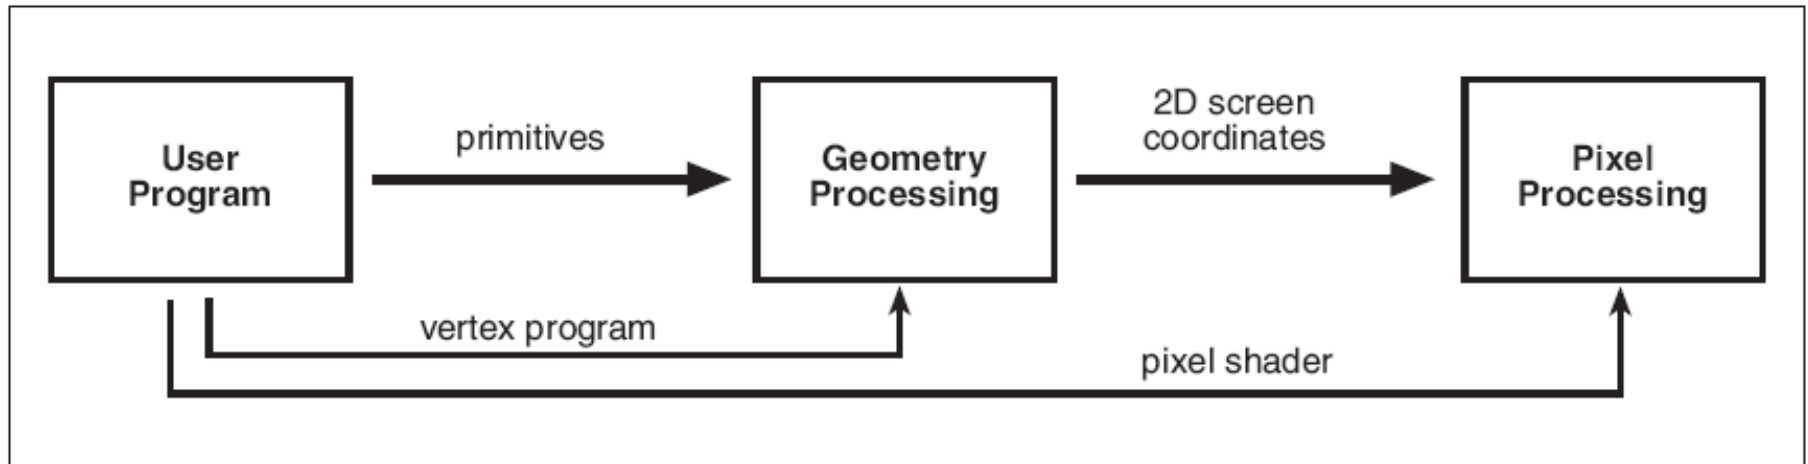 User
Program
primitives
Geometry
Processing
2D screen
coordinates
Pixel
Processing
vertex program
pixel shader